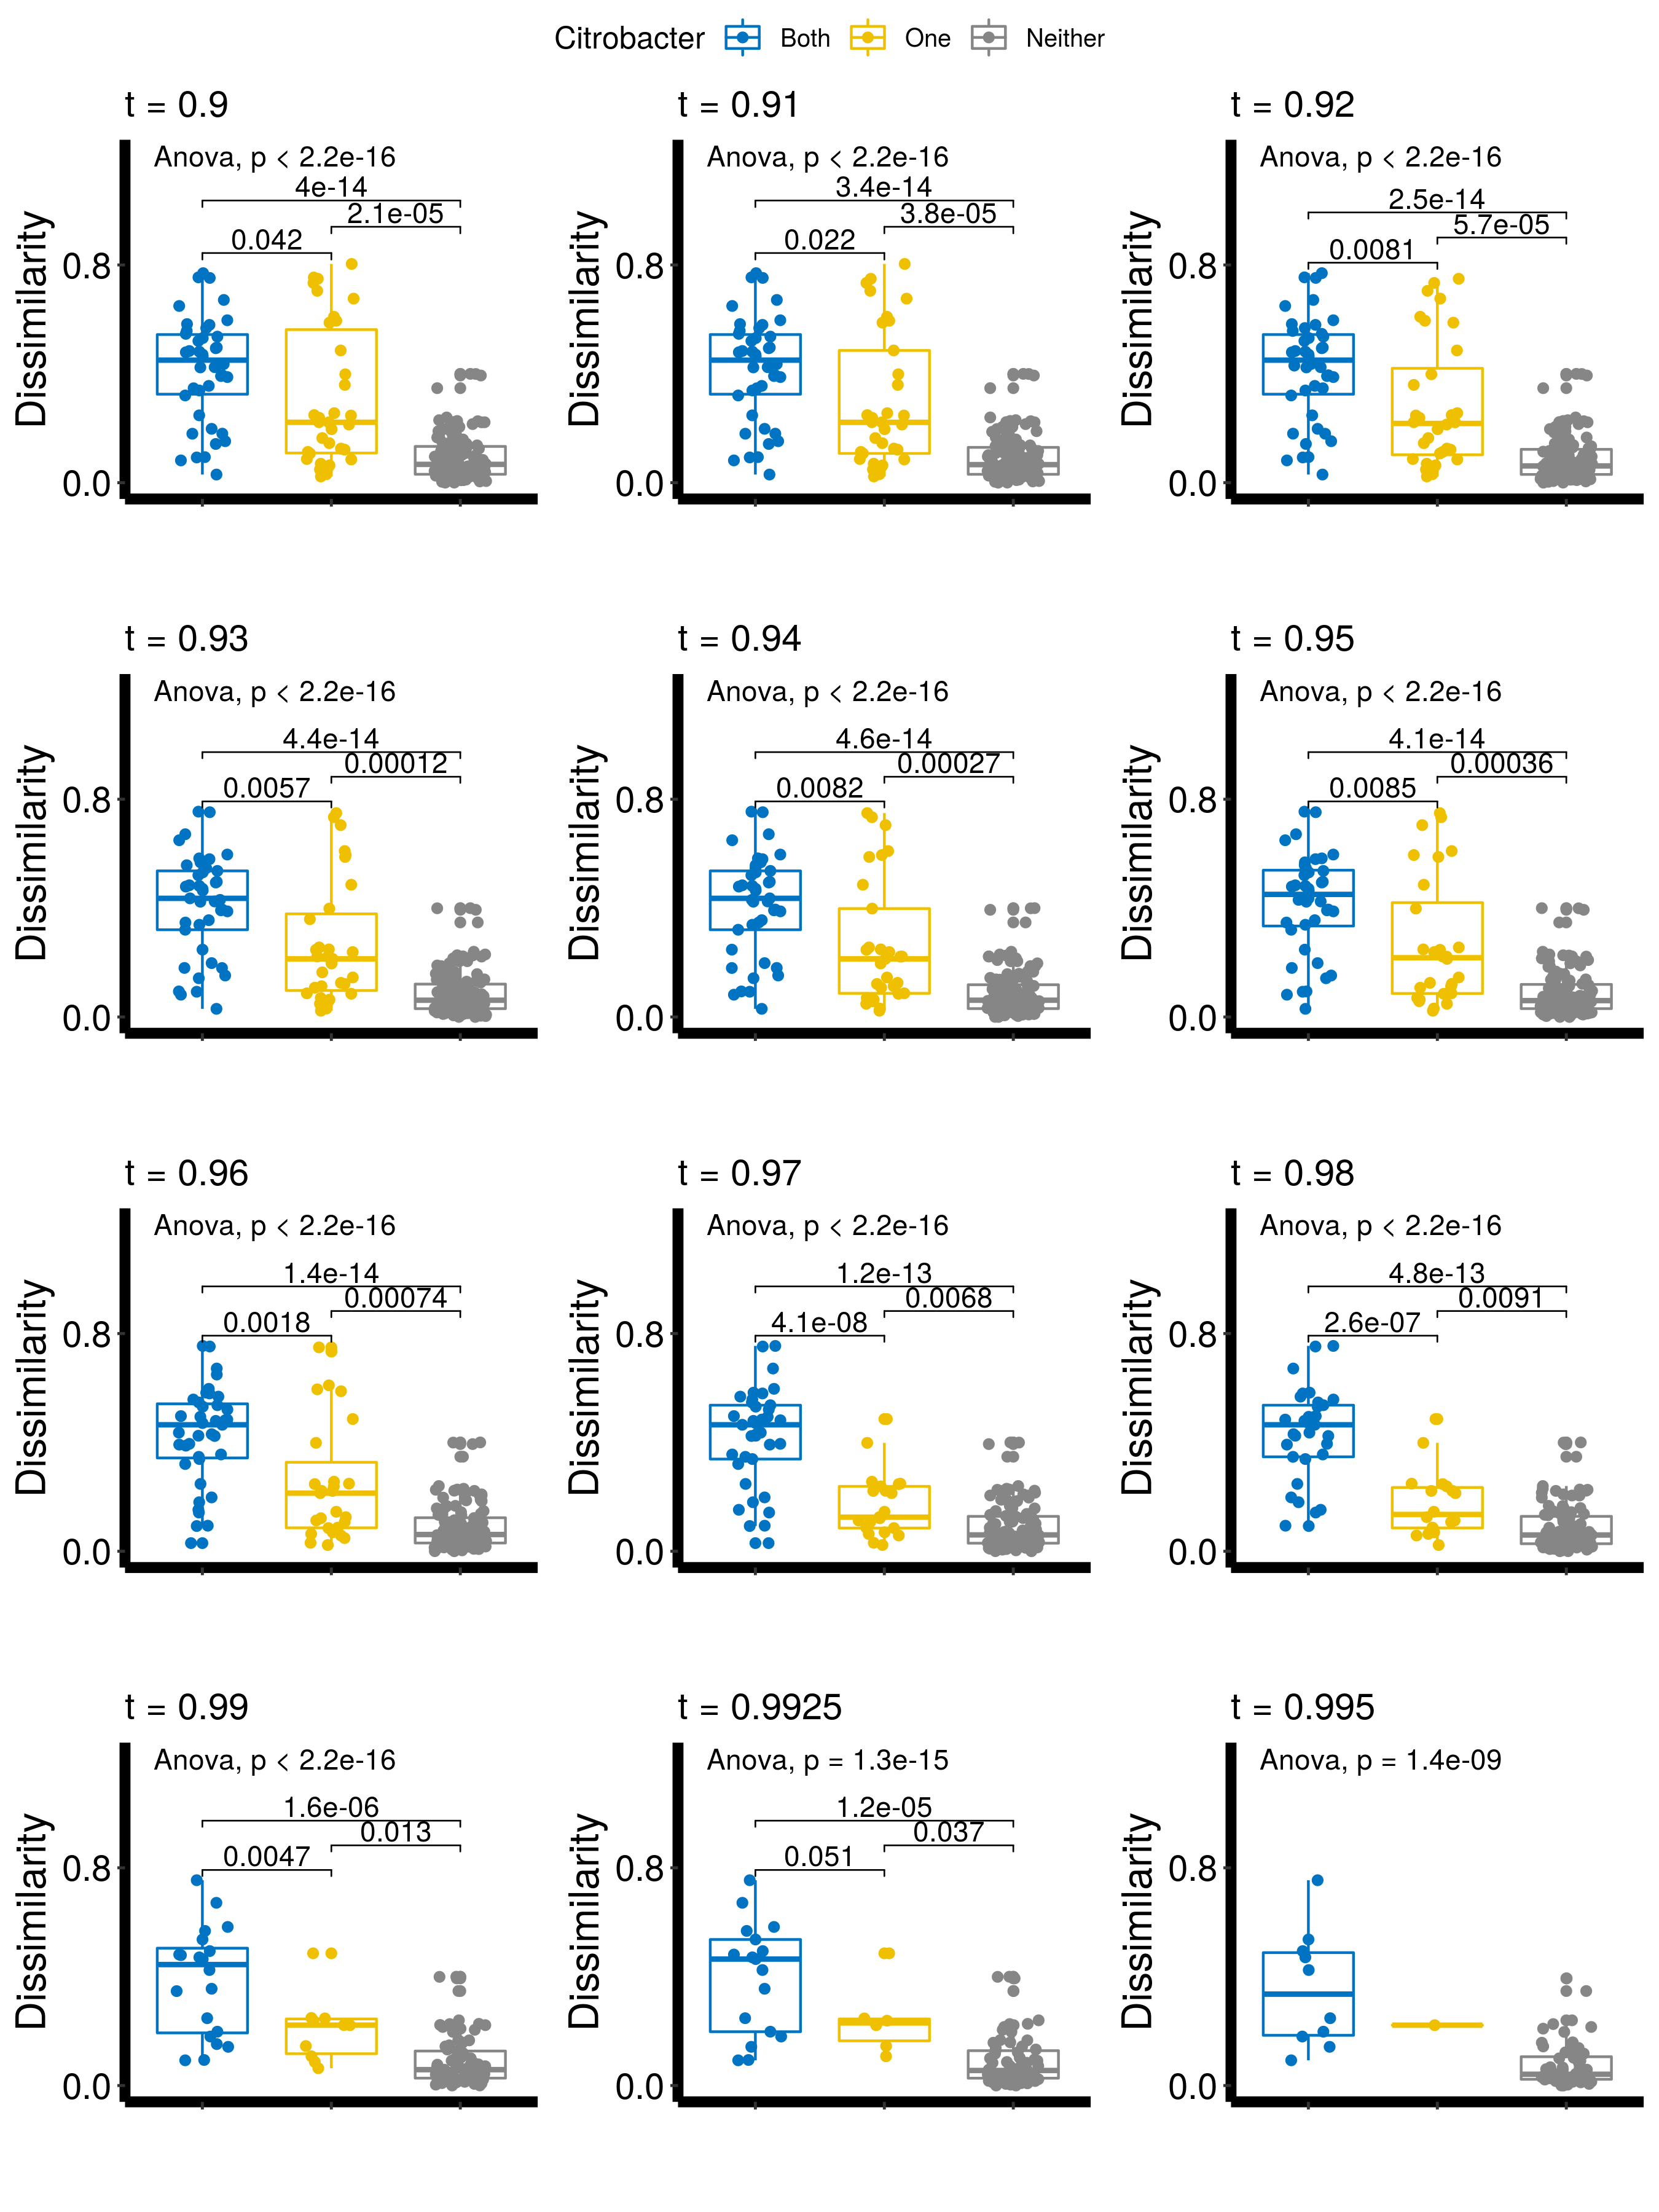 Citrobacter Both One Neither
t = 0.9
Anova, p < 2.2e-16
4e-14
2.1e-05
0.042
Dissimilarity
0.8
0.0
t = 0.91
Anova, p < 2.2e-16
3.4e-14
3.8e-05
0.022
Dissimilarity
0.8
0.0
t = 0.92
Anova, p < 2.2e-16
2.5e-14
5.7e-05
0.0081
Dissimilarity
0.8
0.0
t = 0.93
Anova, p < 2.2e-16
4.4e-14
0.00012
0.0057
Dissimilarity
0.8
0.0
t = 0.94
Anova, p < 2.2e-16
4.6e-14
0.00027
0.0082
Dissimilarity
0.8
0.0
t = 0.95
Anova, p < 2.2e-16
4.1e-14
0.00036
0.0085
Dissimilarity
0.8
0.0
t = 0.96
Anova, p < 2.2e-16
1.4e-14
0.00074
0.0018
Dissimilarity
0.8
0.0
t = 0.97
Anova, p < 2.2e-16
1.2e-13
0.0068
4.1e-08
Dissimilarity
0.8
0.0
t = 0.98
Anova, p < 2.2e-16
4.8e-13
0.0091
2.6e-07
Dissimilarity
0.8
0.0
t = 0.99
Anova, p < 2.2e-16
1.6e-06
0.013
0.0047
Dissimilarity
0.8
0.0
t = 0.9925
Anova, p = 1.3e-15
1.2e-05
0.037
0.051
Dissimilarity
0.8
0.0
t = 0.995
Anova, p = 1.4e-09
Dissimilarity
0.8
0.0